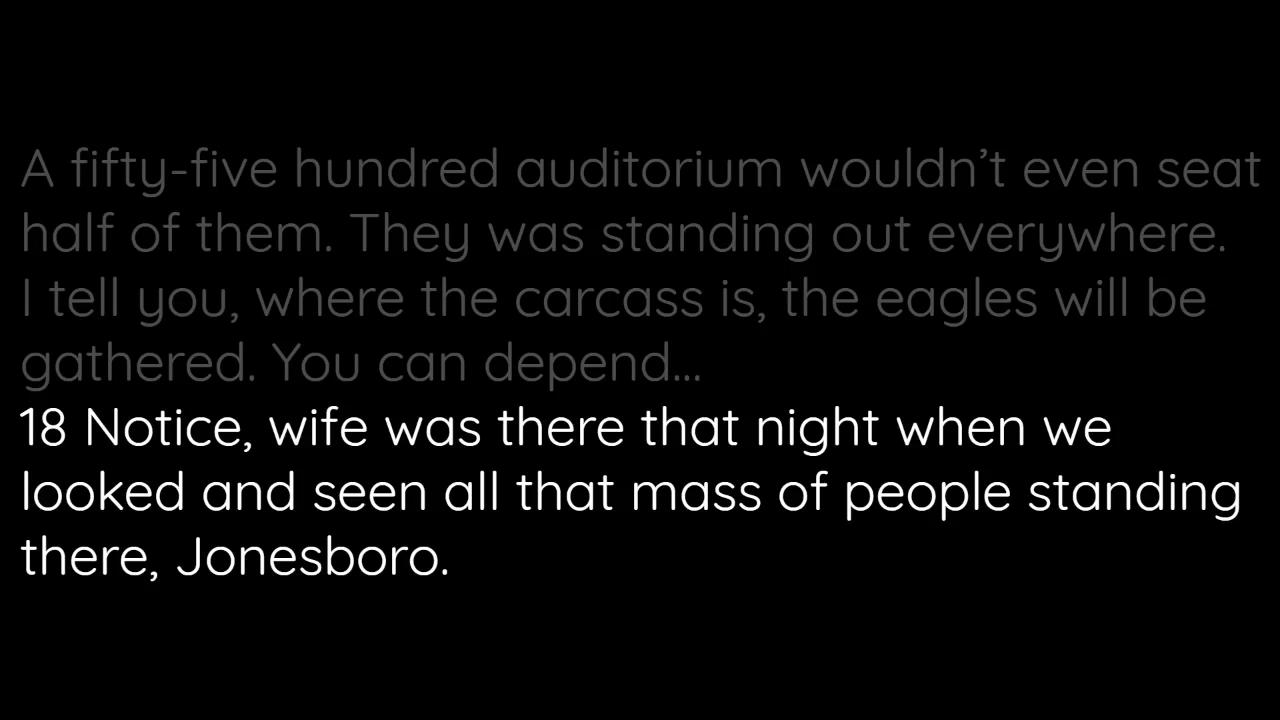 A fifty-five hundred auditorium wouldn’t even seat
half of them. They was standing out everywhere.
I tell you, where the carcass is, the eagles will be
gathered. You can depend...
18 Notice, wife was there that night when we
looked and seen all that mass of people standing
there, Jonesboro.